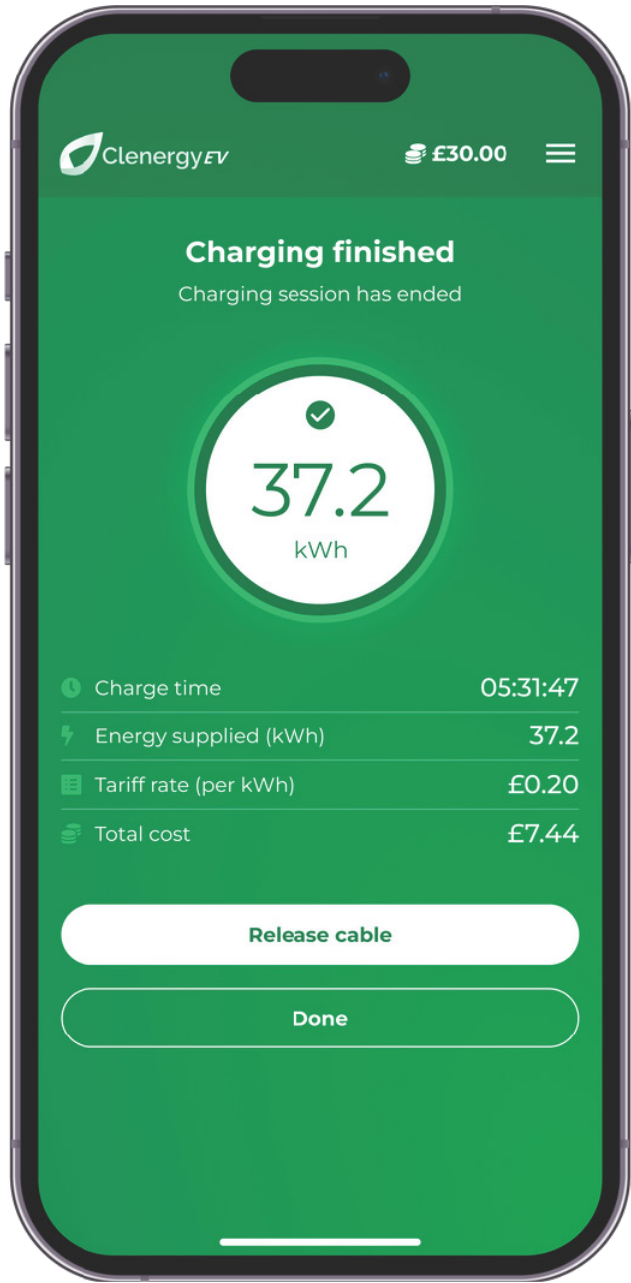 ClenergyEV £30.00
Charging finished
Charging session has ended
37.2
kWh
Charge time 05:31:47
Energy supplied (kWh) 37.2
Tariff rate (per kWh) £0.20
Total cost £7.44
Release cable
Done